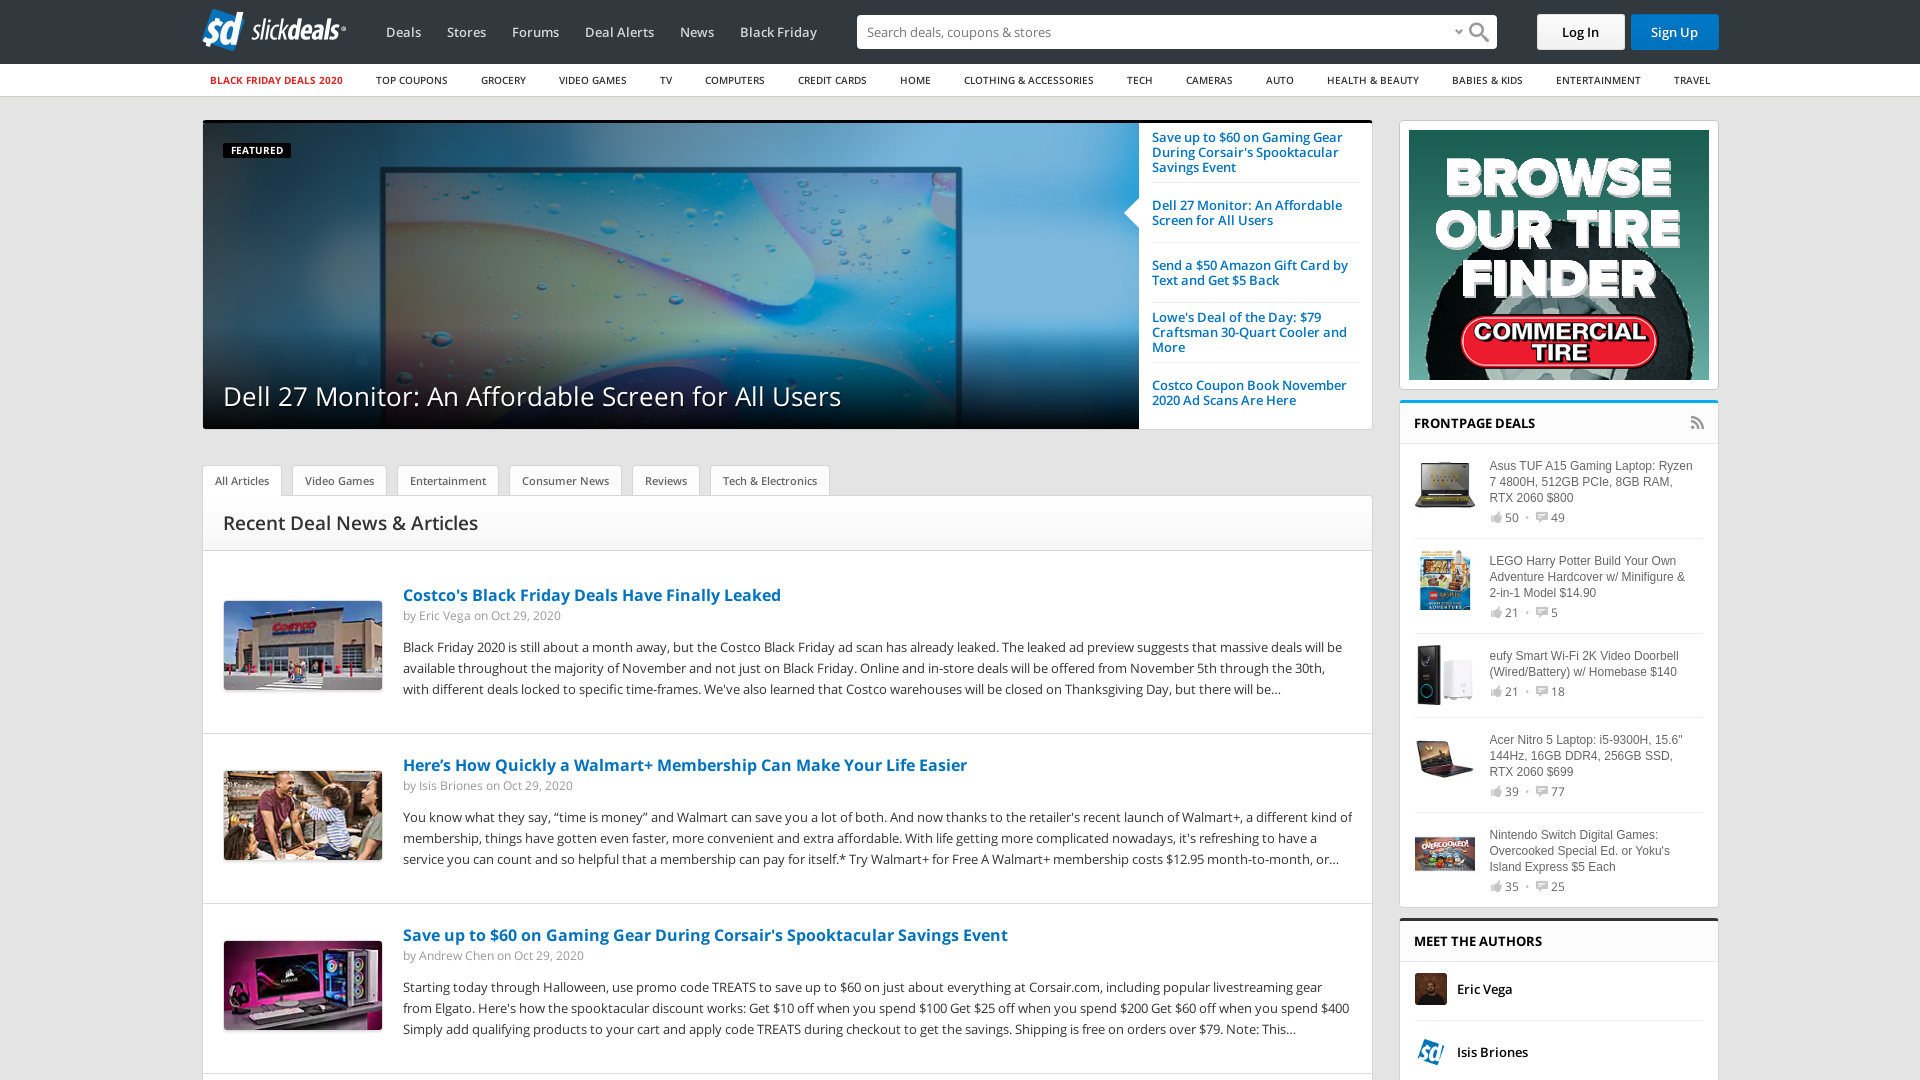 sd slickdeals
Deals
Stores
Forums
Deal Alerts
News
Black Friday
Search deals, coupons & stores
Log In
Sign Up
BLACK FRIDAY DEALS 2020
TOP COUPONS
GROCERY
VIDEO GAMES
TV
COMPUTERS
CREDIT CARDS
HOME
CLOTHING & ACCESSORIES
TECH
CAMERAS
AUTO
HEALTH & BEAUTY
BABIES & KIDS
ENTERTAINMENT
TRAVEL
FEATURED
Dell 27 Monitor: An Affordable Screen for All Users
Save up to $60 on Gaming Gear
During Corsair's Spooktacular
Savings Event
Dell 27 Monitor: An Affordable
Screen for All Users
Send a $50 Amazon Gift Card by
Text and Get $5 Back
Lowe's Deal of the Day: $79
Craftsman 30-Quart Cooler and
More
Costco Coupon Book November
2020 Ad Scans Are Here
All Articles
Video Games
Entertainment
Consumer News
Reviews
Tech & Electronics
Recent Deal News & Articles
COSTCO
Costco's Black Friday Deals Have Finally Leaked
by Eric Vega on Oct 29, 2020
Black Friday 2020 is still about a month away, but the Costco Black Friday ad scan has already leaked. The leaked ad preview suggests that massive deals will be
available throughout the majority of November and not just on Black Friday. Online and in-store deals will be offered from November 5th through the 30th,
with different deals locked to specific time-frames. We've also learned that Costco warehouses will be closed on Thanksgiving Day, but there will be…
Here’s How Quickly a Walmart+ Membership Can Make Your Life Easier
by Isis Briones on Oct 29, 2020
You know what they say, “time is money” and Walmart can save you a lot of both. And now thanks to the retailer's recent launch of Walmart+, a different kind of
membership, things have gotten even faster, more convenient and extra affordable. With life getting more complicated nowadays, it's refreshing to have a
service you can count and so helpful that a membership can pay for itself.* Try Walmart+ for Free A Walmart+ membership costs $12.95 month-to-month, or…
CORSAIR
Save up to $60 on Gaming Gear During Corsair's Spooktacular Savings Event
by Andrew Chen on Oct 29, 2020
Starting today through Halloween, use promo code TREATS to save up to $60 on just about everything at Corsair.com, including popular livestreaming gear
from Elgato. Here's how the spooktacular discount works: Get $10 off when you spend $100 Get $25 off when you spend $200 Get $60 off when you spend $400
Simply add qualifying products to your cart and apply code TREATS during checkout to get the savings. Shipping is free on orders over $79. Note: This…
BROWSE
OUR TIRE
FINDER
COMMERCIAL
TIRE
FRONTPAGE DEALS
Asus TUF A15 Gaming Laptop: Ryzen
7 4800H, 512GB PCIe, 8GB RAM,
RTX 2060 $800
50 • 49
LEGO Harry Potter Build Your Own
Adventure Hardcover w/ Minifigure &
2-in-1 Model $14.90
21 • 5
eufy Smart Wi-Fi 2K Video Doorbell
(Wired/Battery) w/ Homebase $140
21 • 18
Acer Nitro 5 Laptop: i5-9300H, 15.6"
144Hz, 16GB DDR4, 256GB SSD,
RTX 2060 $699
39 • 77
OVERCOOKED!
Nintendo Switch Digital Games:
Overcooked Special Ed. or Yoku's
Island Express $5 Each
35 • 25
MEET THE AUTHORS
Eric Vega
sd
Isis Briones